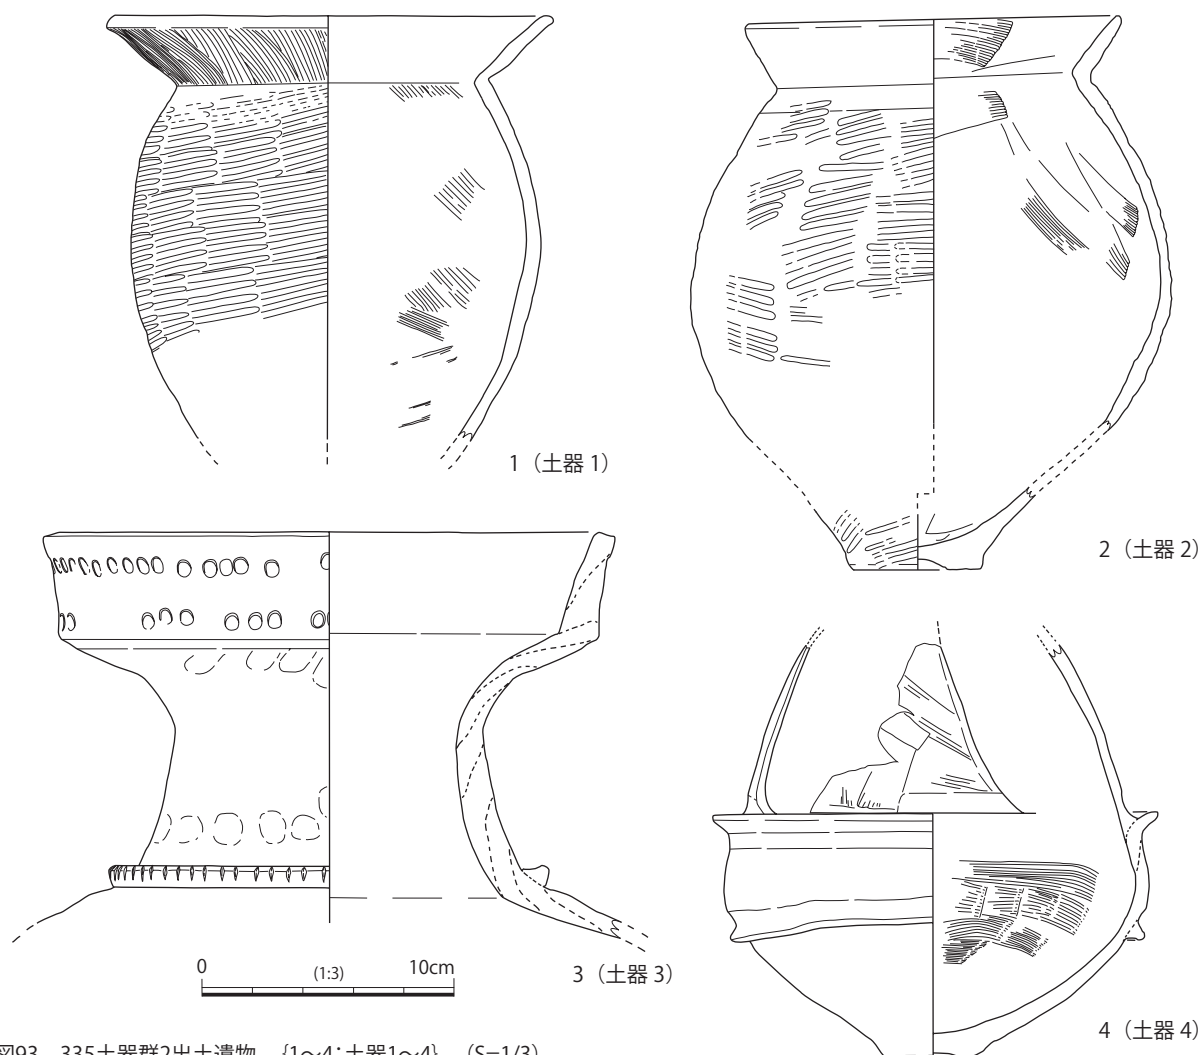 1（土器 1）
2（土器 2）
0 (1:3) 10cm
3（土器 3）
4（土器 4）
図93　335土器群2出土遺物　{1～4：土器1～4}　（S=1/3）